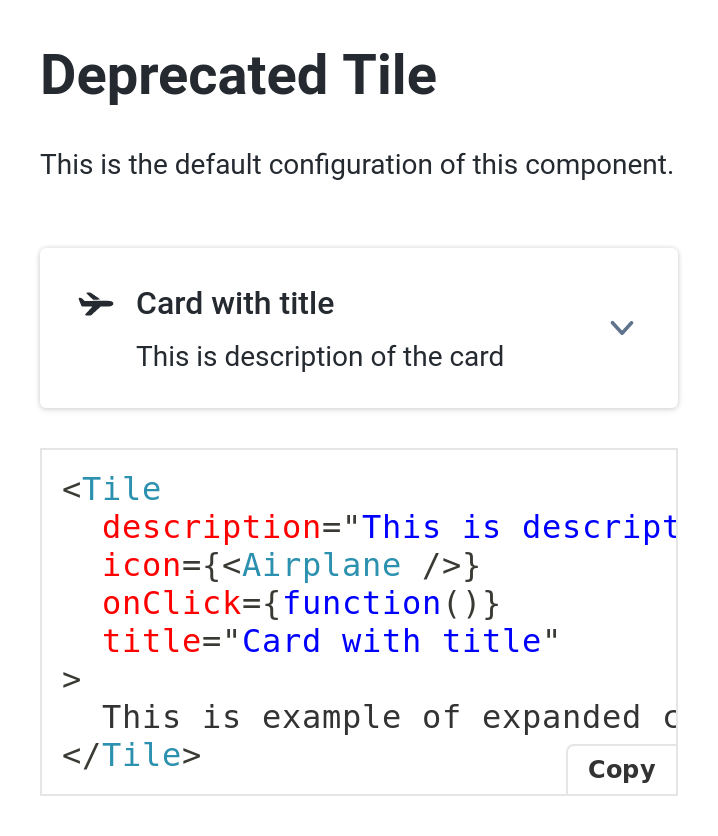 Deprecated Tile
This is the default configuration of this component.
Card with title
This is description of the card
<Tile
  description="This is descript
  icon={<Airplane />}
  onClick={function()}
  title="Card with title"
>
  This is example of expanded c
</Tile>
Copy